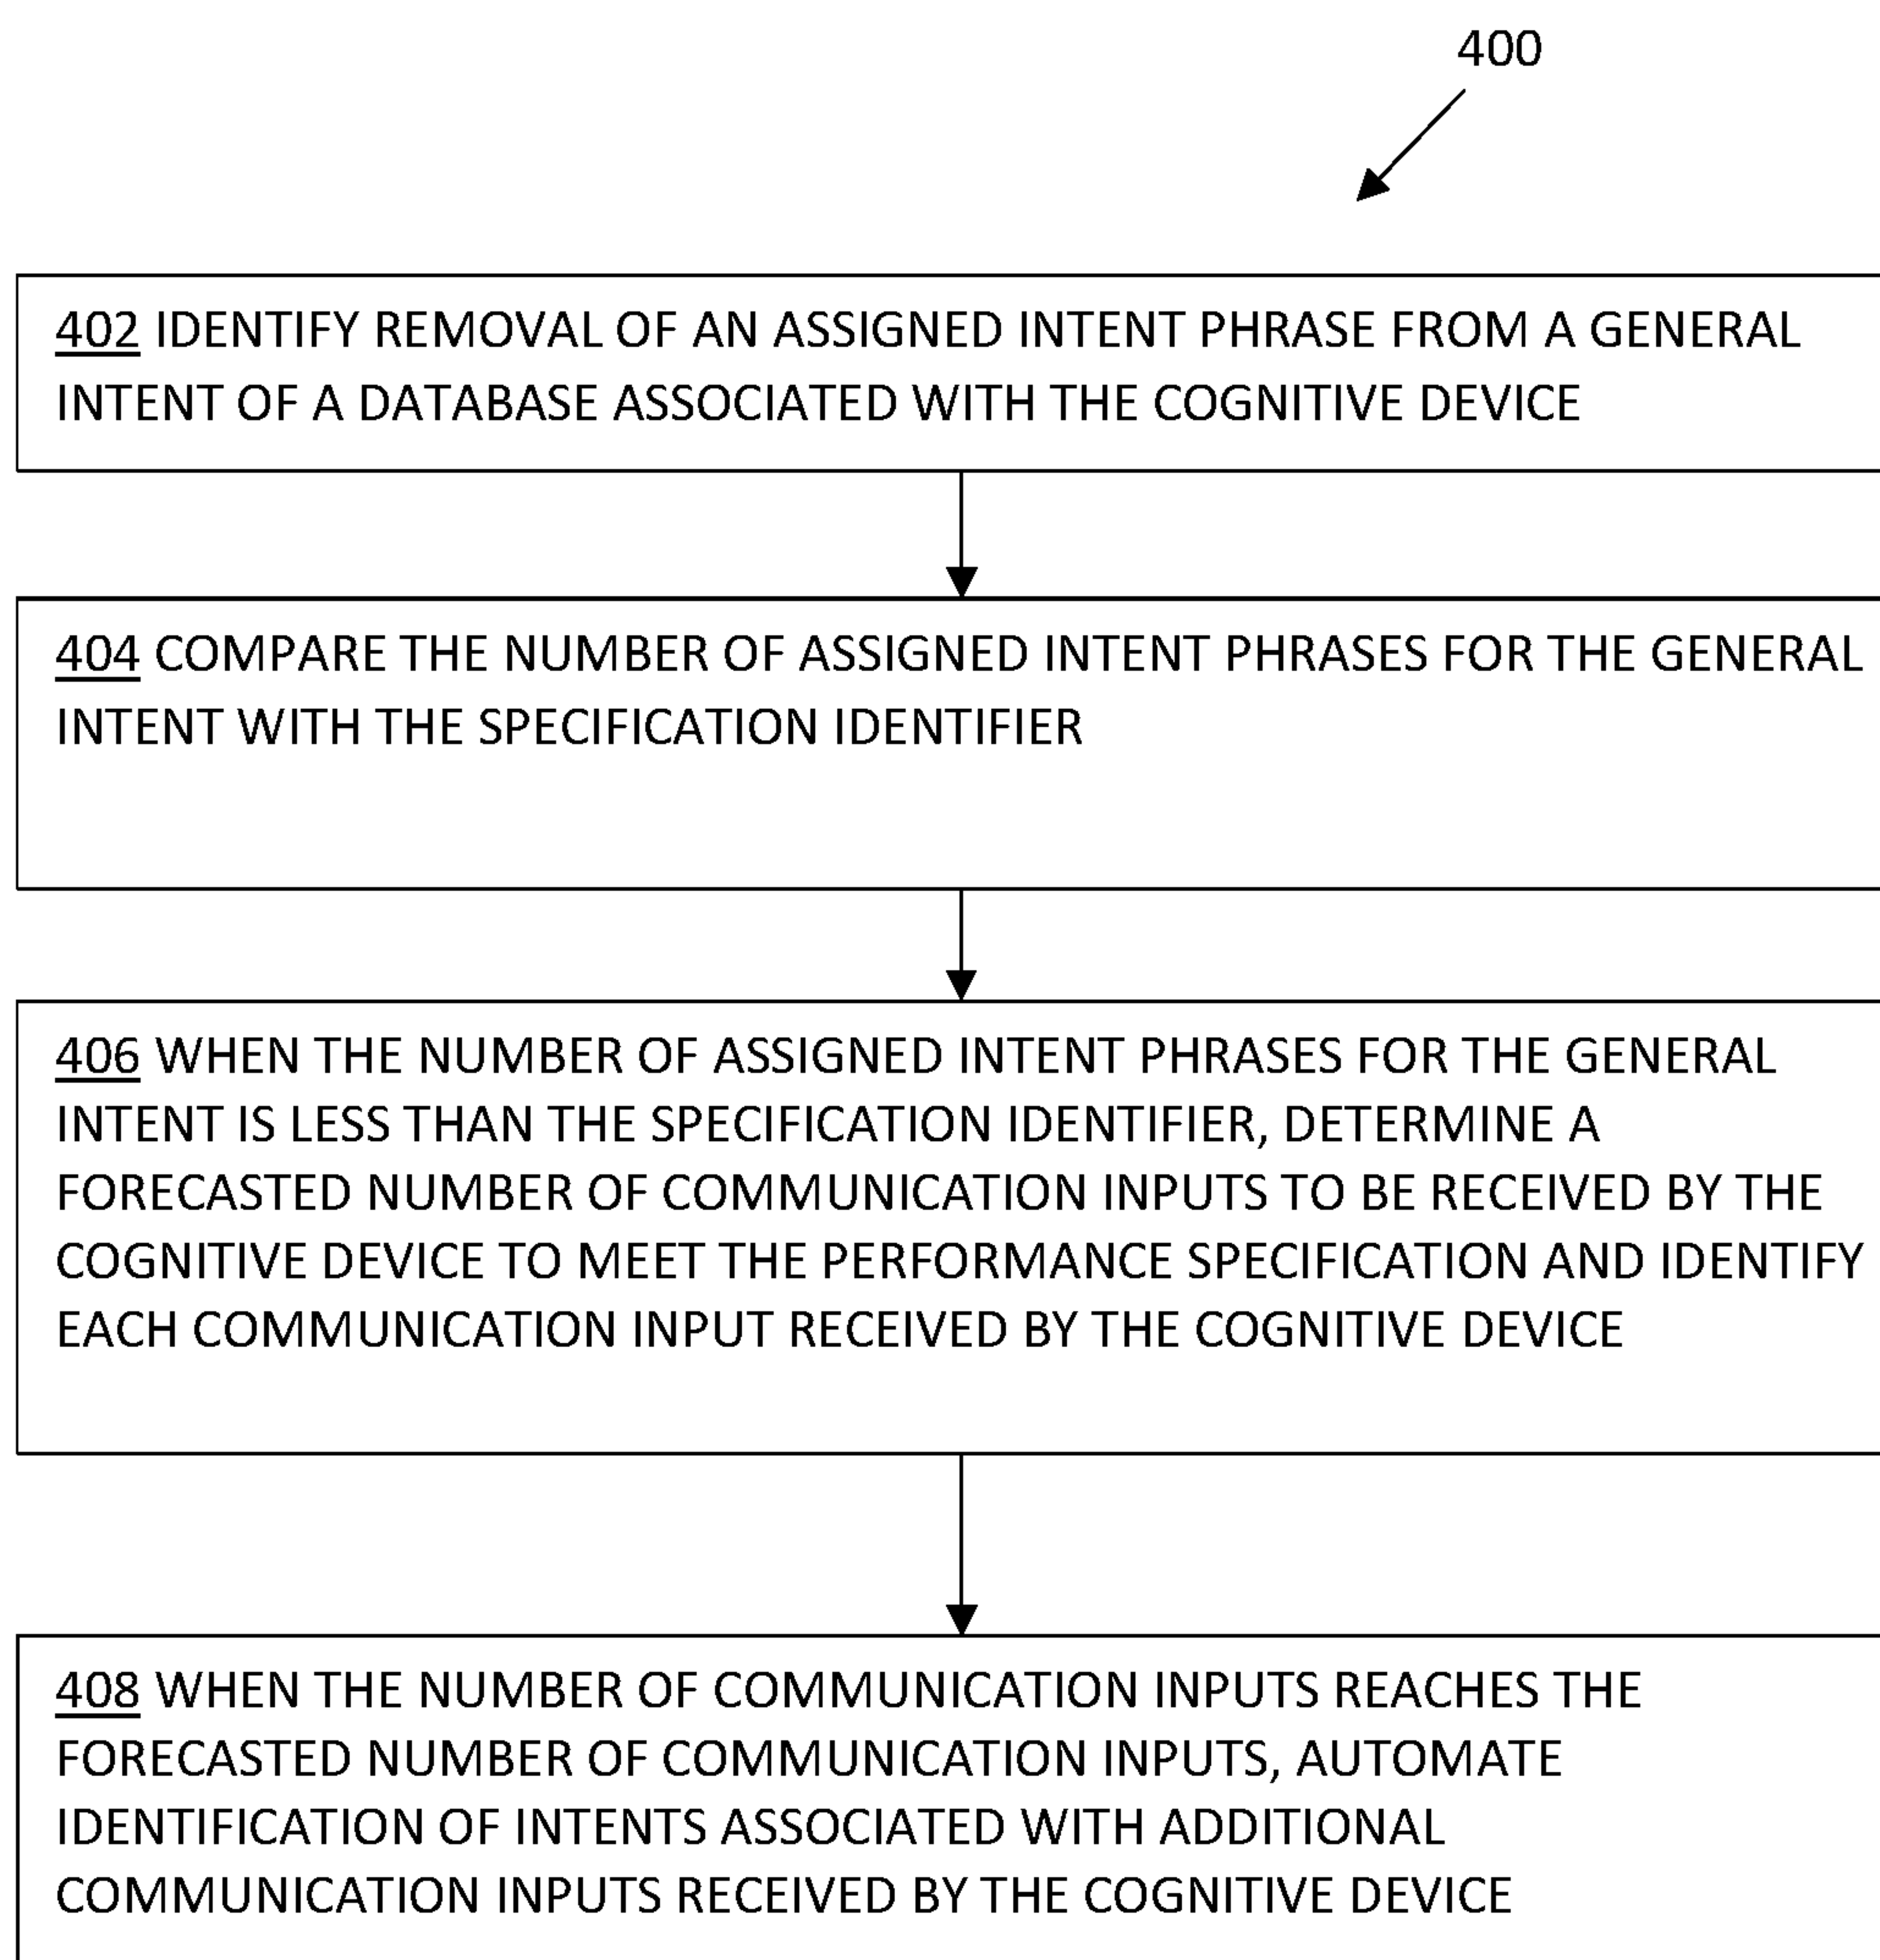 400
402 IDENTIFY REMOVAL OF AN ASSIGNED INTENT PHRASE FROM A GENERAL
INTENT OF A DATABASE ASSOCIATED WITH THE COGNITIVE DEVICE
404 COMPARE THE NUMBER OF ASSIGNED INTENT PHRASES FOR THE GENERAL
INTENT WITH THE SPECIFICATION IDENTIFIER
406 WHEN THE NUMBER OF ASSIGNED INTENT PHRASES FOR THE GENERAL
INTENT IS LESS THAN THE SPECIFICATION IDENTIFIER, DETERMINE A
FORECASTED NUMBER OF COMMUNICATION INPUTS TO BE RECEIVED BY THE
COGNITIVE DEVICE TO MEET THE PERFORMANCE SPECIFICATION AND IDENTIFY
EACH COMMUNICATION INPUT RECEIVED BY THE COGNITIVE DEVICE
408 WHEN THE NUMBER OF COMMUNICATION INPUTS REACHES THE
FORECASTED NUMBER OF COMMUNICATION INPUTS, AUTOMATE
IDENTIFICATION OF INTENTS ASSOCIATED WITH ADDITIONAL
COMMUNICATION INPUTS RECEIVED BY THE COGNITIVE DEVICE